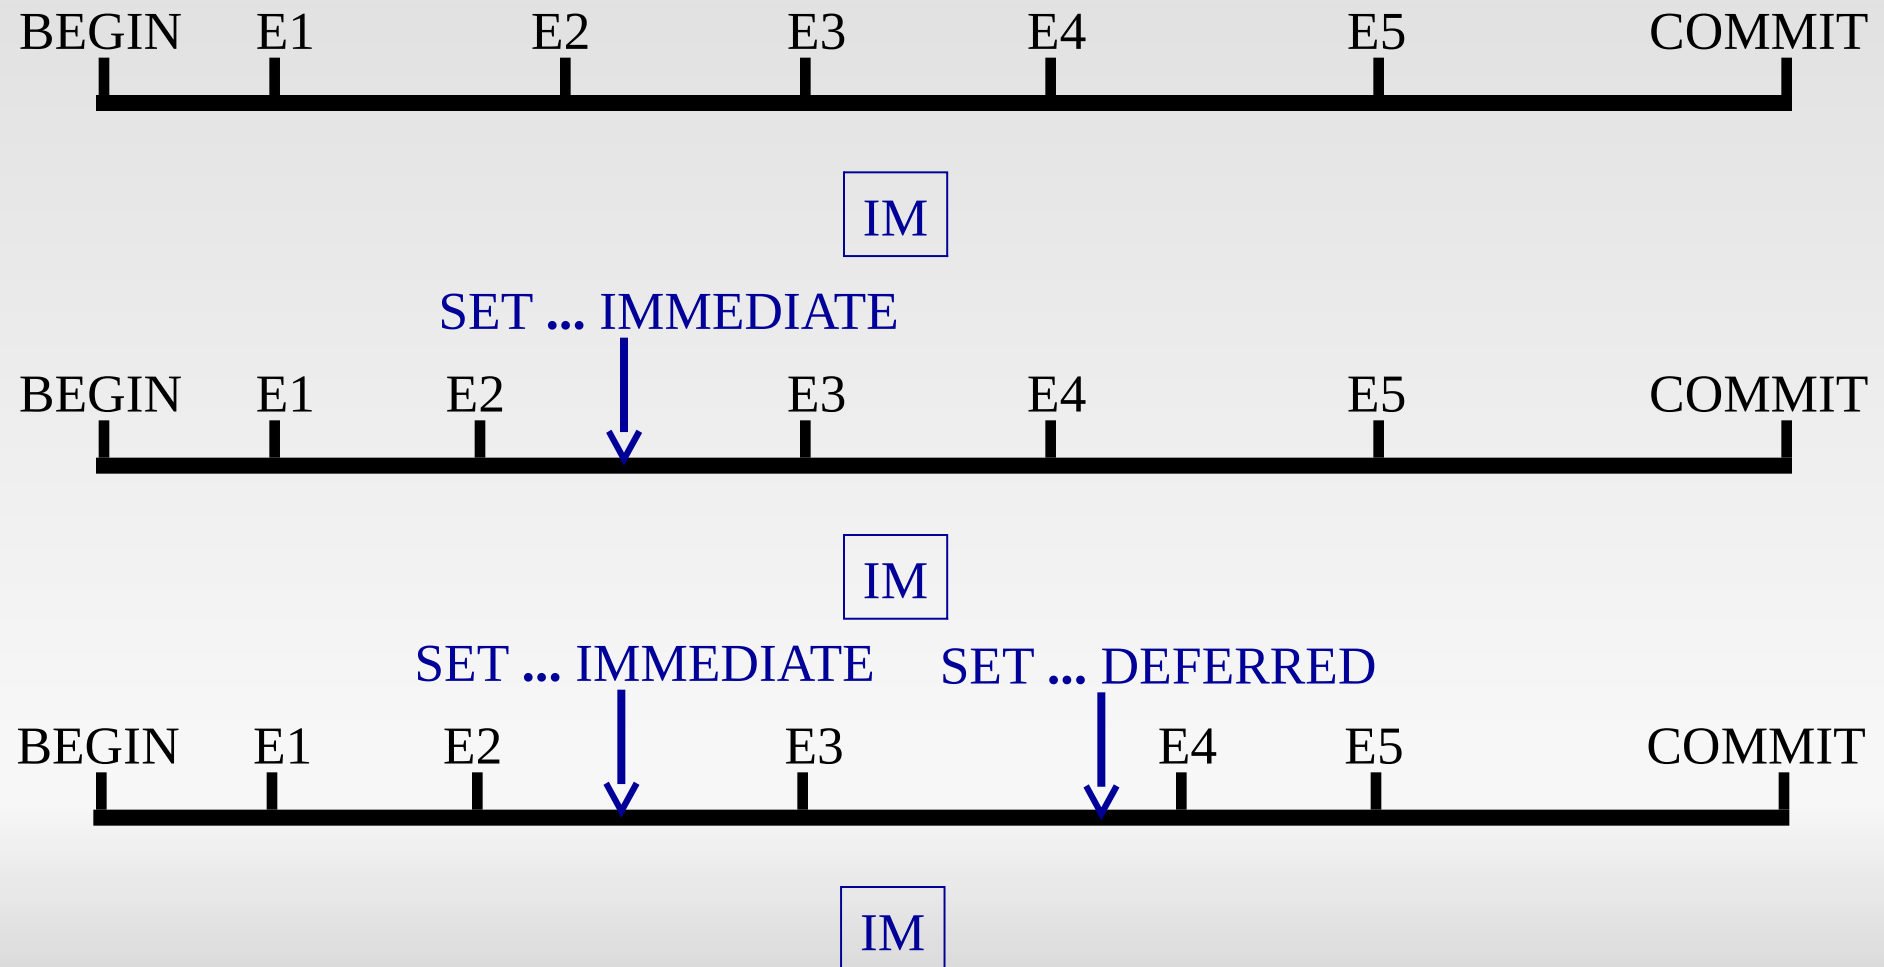 BEGIN E1 E2 E3 E4 E5 COMMIT
IM
SET ... IMMEDIATE
BEGIN E1 E2 E3 E4 E5 COMMIT
IM
SET ... IMMEDIATE SET ... DEFERRED
BEGIN E1 E2 E3 E4 E5 COMMIT
IM